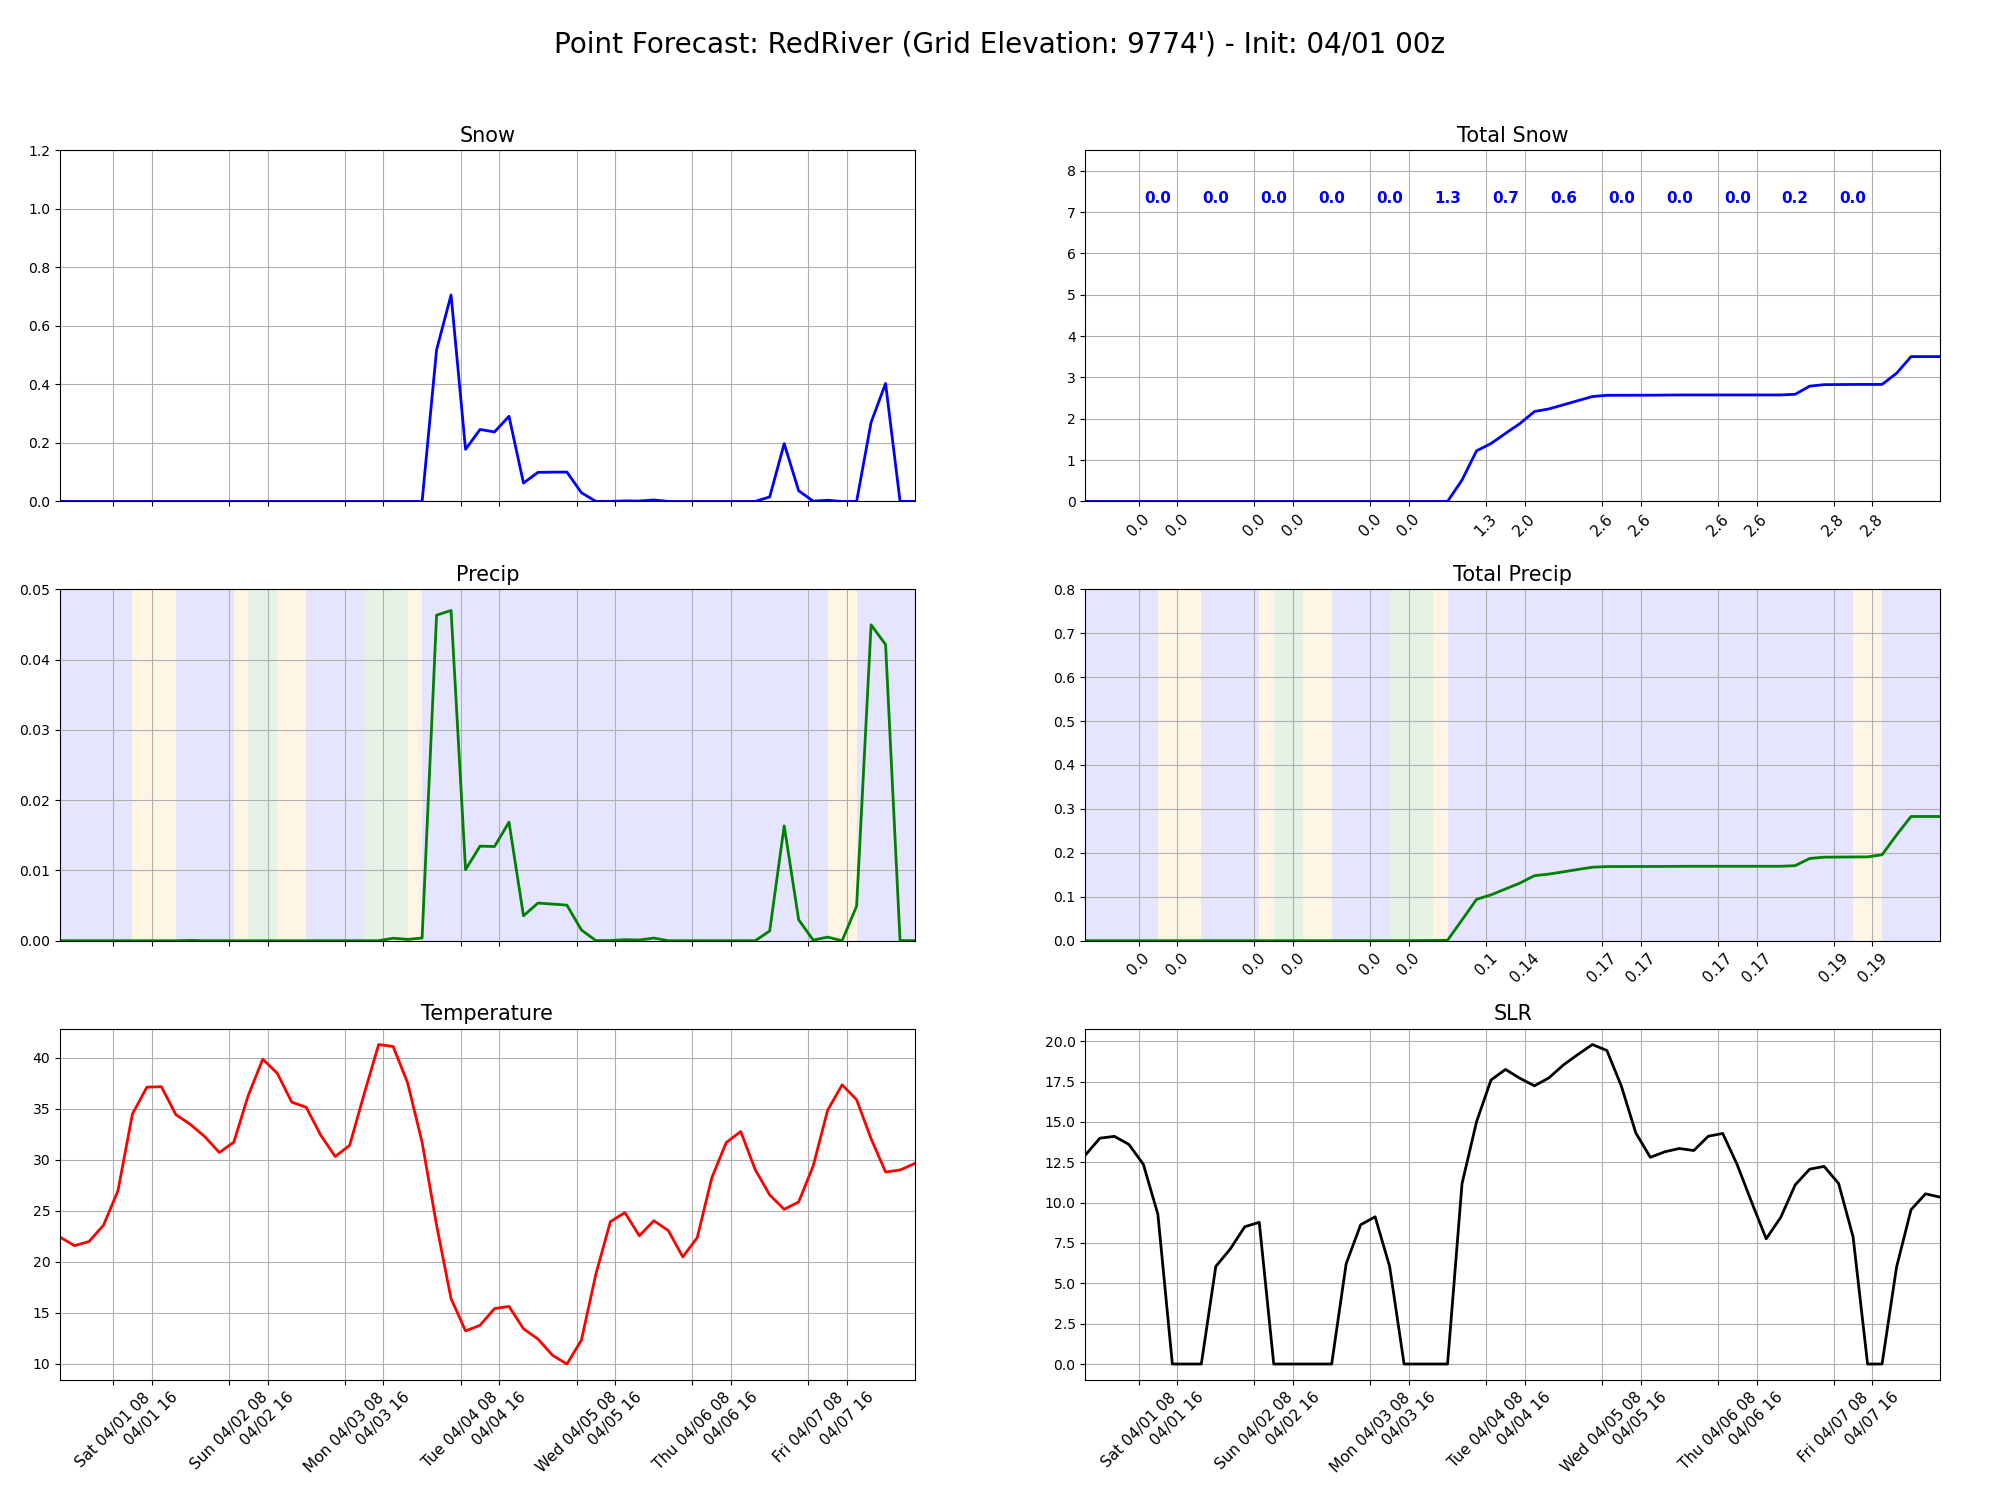 Point Forecast: RedRiver (Grid Elevation: 9774') - Init: 04/01 00z
Snow
1.2
1.0
0.8
0.6
0.4
0.2
0.0
Total Snow
8
7
6
5
4
3
2
1
0
0.0 0.0 0.0 0.0 0.0 1.3 0.7 0.6 0.0 0.0 0.0 0.2 0.0
0.0 0.0 0.0 0.0 0.0 0.0 1.3 2.0 2.6 2.6 2.6 2.6 2.8 2.8
Precip
0.05
0.04
0.03
0.02
0.01
0.00
Total Precip
0.8
0.7
0.6
0.5
0.4
0.3
0.2
0.1
0.0
0.0 0.0 0.0 0.0 0.0 0.0 0.1 0.14 0.17 0.17 0.17 0.17 0.19 0.19
Temperature
40
35
30
25
20
15
10
Sat 04/01 08
04/01 16
Sun 04/02 08
04/02 16
Mon 04/03 08
04/03 16
Tue 04/04 08
04/04 16
Wed 04/05 08
04/05 16
Thu 04/06 08
04/06 16
Fri 04/07 08
04/07 16
SLR
20.0
17.5
15.0
12.5
10.0
7.5
5.0
2.5
0.0
Sat 04/01 08
04/01 16
Sun 04/02 08
04/02 16
Mon 04/03 08
04/03 16
Tue 04/04 08
04/04 16
Wed 04/05 08
04/05 16
Thu 04/06 08
04/06 16
Fri 04/07 08
04/07 16